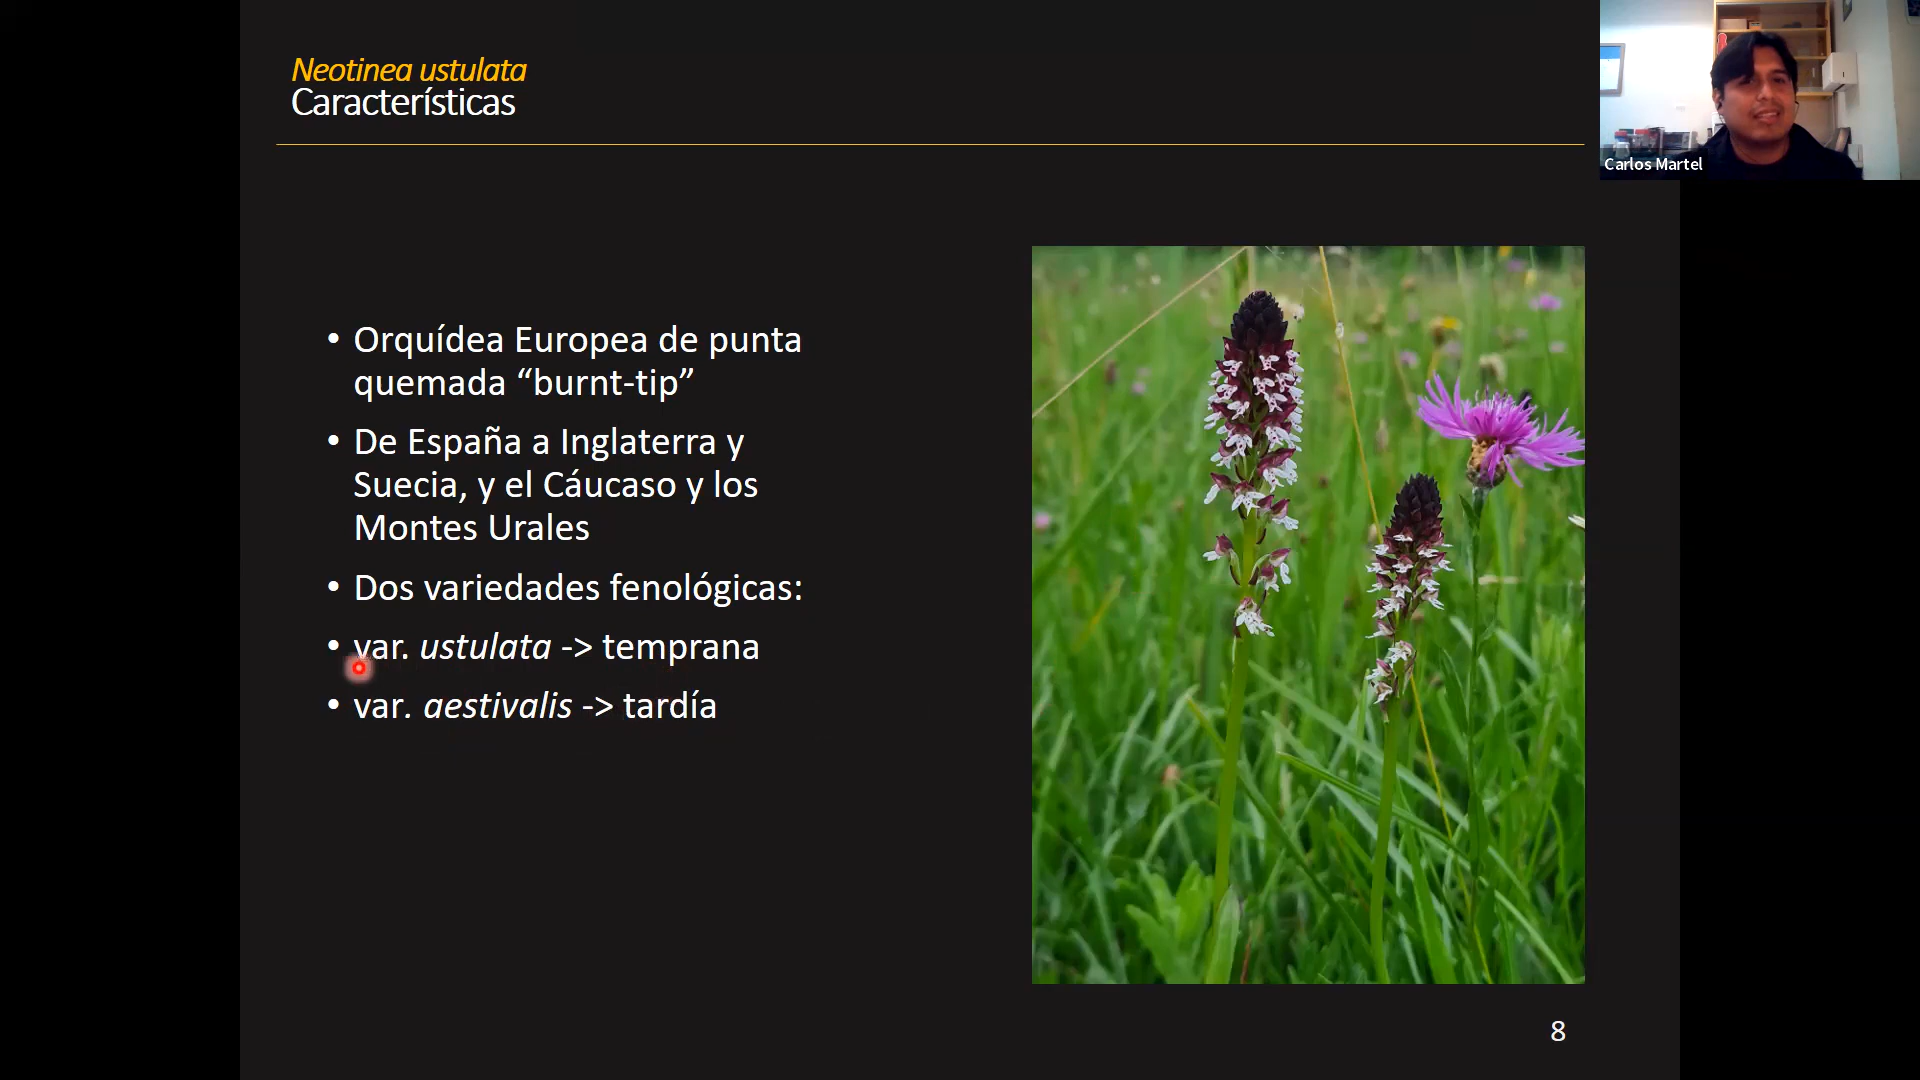 Neotinea ustulata
Características
Carlos Martel
• Orquídea Europea de punta
quemada “burnt-tip”
• De España a Inglaterra y
Suecia, y el Cáucaso y los
Montes Urales
• Dos variedades fenológicas:
• var. ustulata -> temprana
• var. aestivalis -> tardía
8